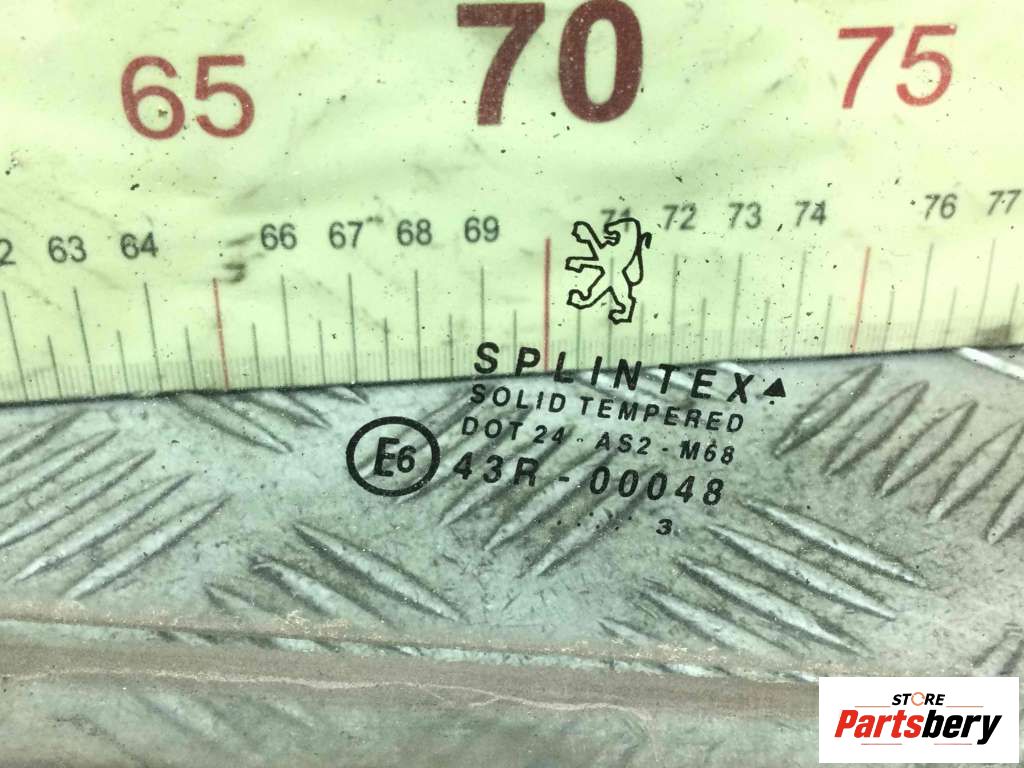 65 70 75
63 64 66 67 68 69 71 72 73 74 76 77
SPLINTEX
SOLID TEMPERED
DOT 24 - AS2 - M68
E6 43R - 00048
..... 3
STORE
Partsbery